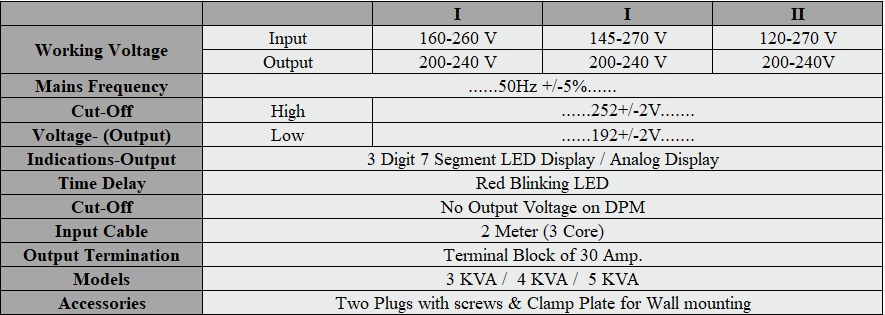 I I II
Working Voltage Input 160-260 V 145-270 V 120-270 V
Output 200-240 V 200-240 V 200-240V
Mains Frequency ......50Hz +/-5%......
Cut-Off High ......252+/-2V.......
Voltage- (Output) Low ......192+/-2V.......
Indications-Output 3 Digit 7 Segment LED Display / Analog Display
Time Delay Red Blinking LED
Cut-Off No Output Voltage on DPM
Input Cable 2 Meter (3 Core)
Output Termination Terminal Block of 30 Amp.
Models 3 KVA / 4 KVA / 5 KVA
Accessories Two Plugs with screws & Clamp Plate for Wall mounting